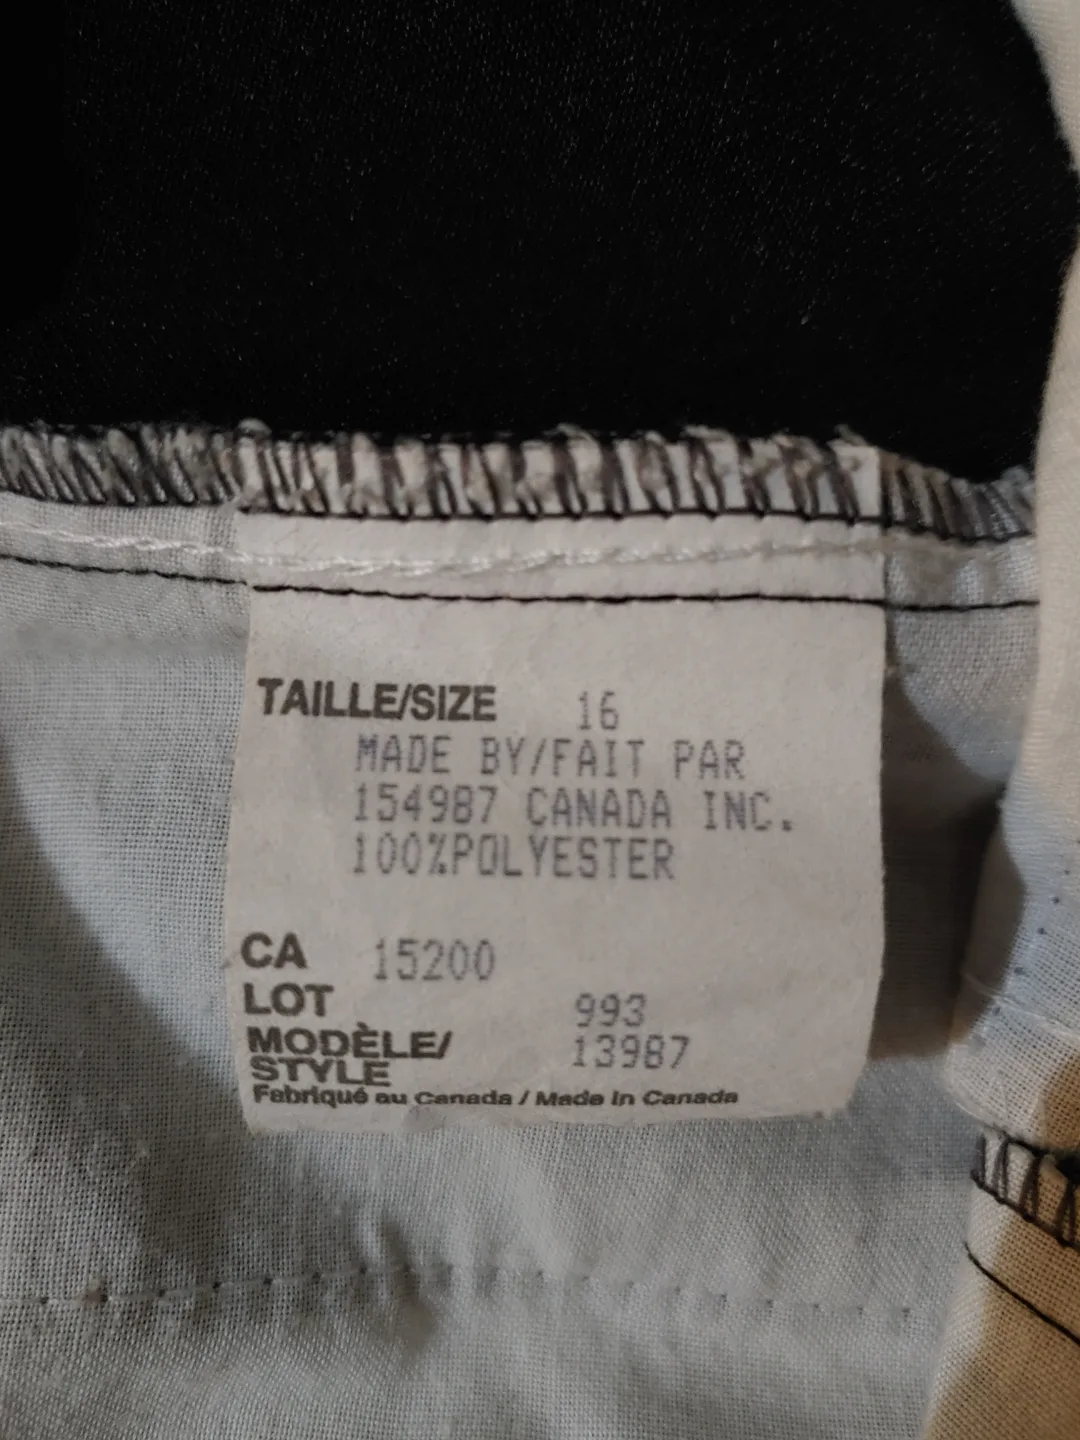 TAILLE/SIZE 16
MADE BY/FAIT PAR
154987 CANADA INC.
100%POLYESTER
CA 15200
LOT 993
MODÈLE/ 13987
STYLE
Fabriqué au Canada / Made in Canada